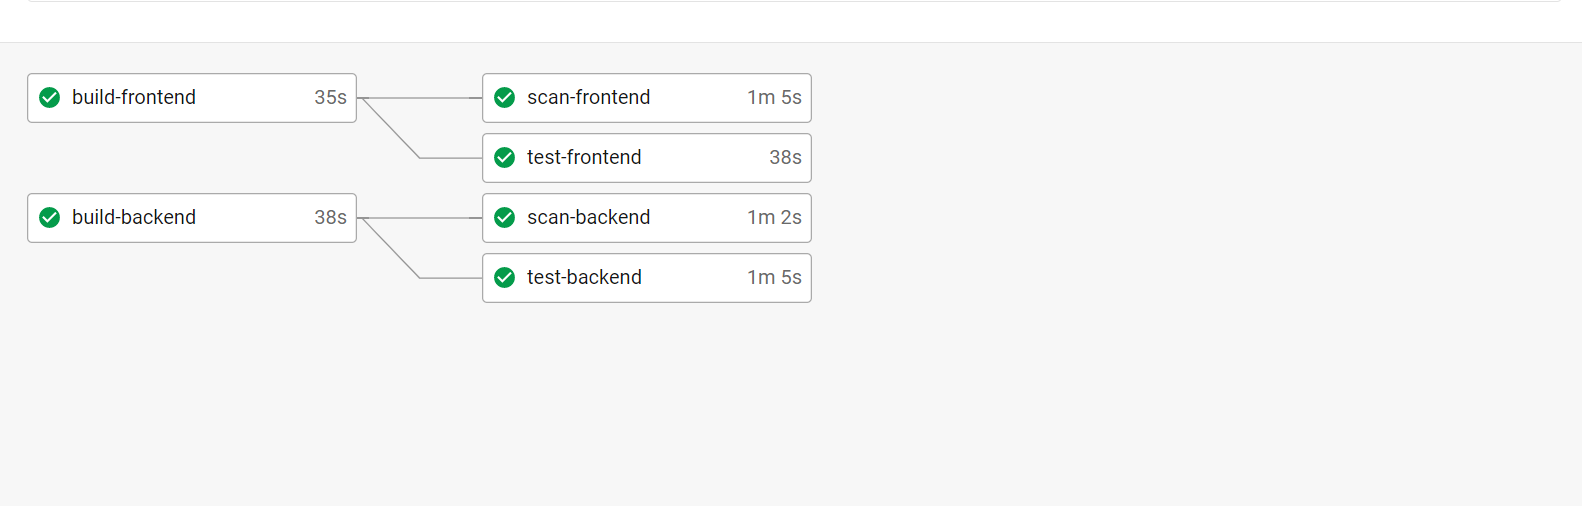 build-frontend 35s
scan-frontend 1m 5s
test-frontend 38s
build-backend 38s
scan-backend 1m 2s
test-backend 1m 5s